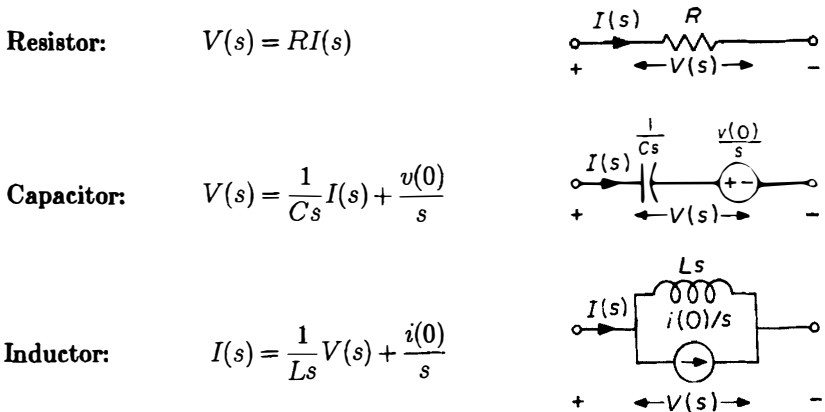 Resistor: V(s) = RI(s)
I(s) R
+ V(s) −
Capacitor: V(s) = 1/Cs I(s) + v(0)/s
1/Cs v(0)/s
I(s) + −
+ V(s) −
Inductor: I(s) = 1/Ls V(s) + i(0)/s
Ls
I(s) i(0)/s
+ V(s) −